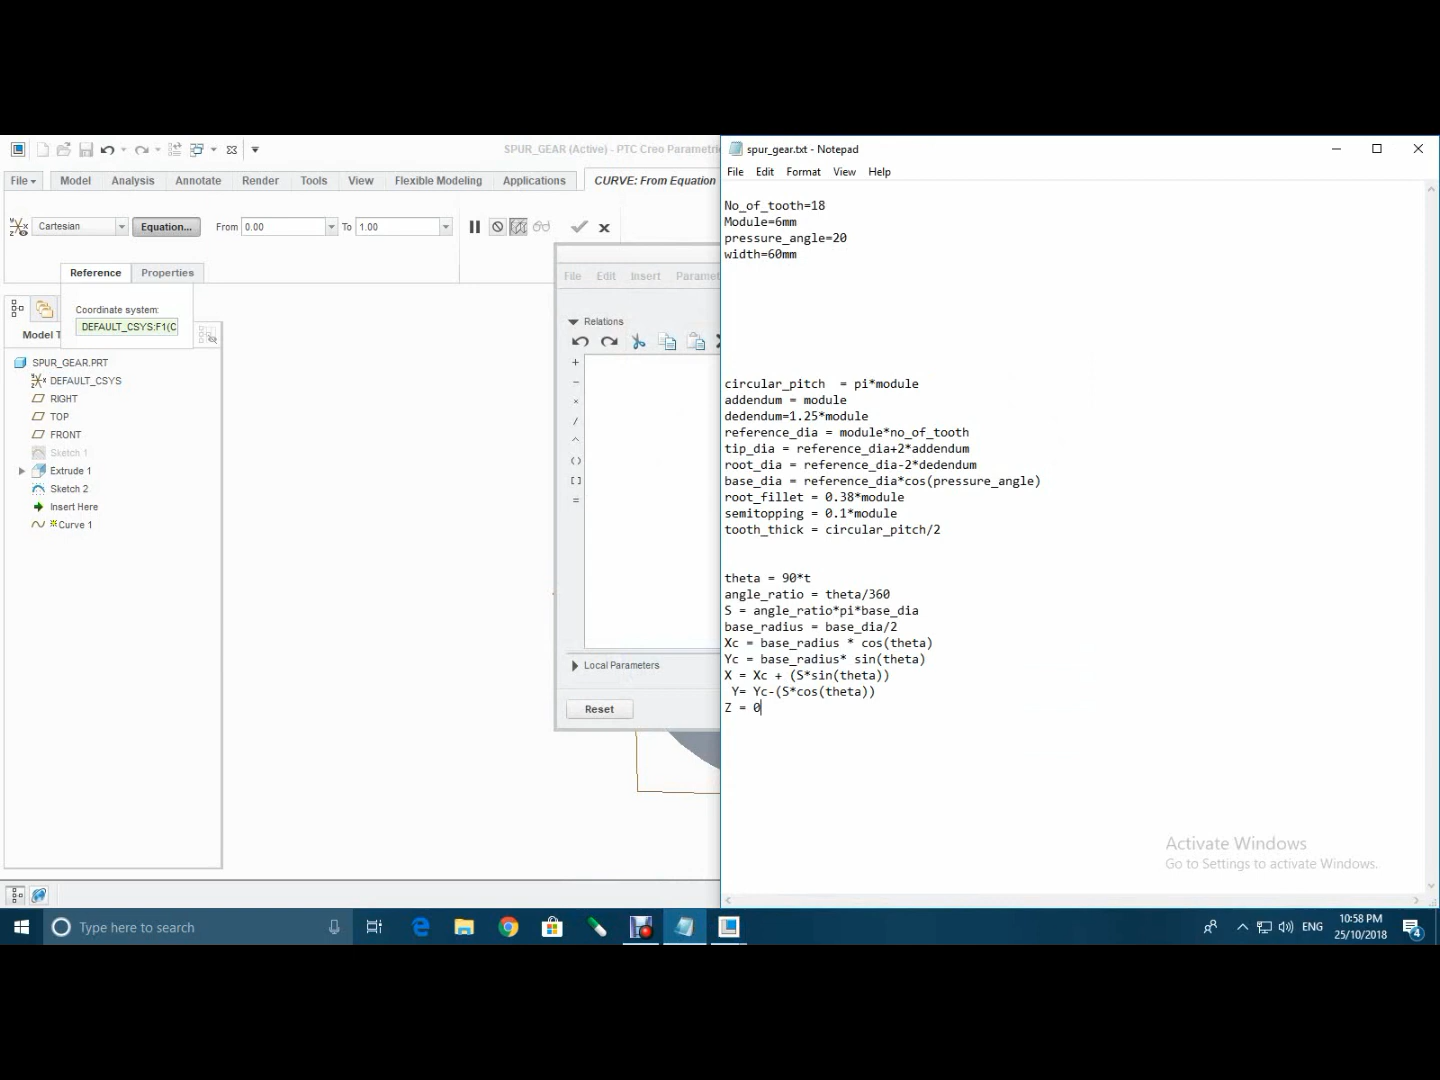 SPUR_GEAR (Active) - PTC Creo Parametri
File
Model
Analysis
Annotate
Render
Tools
View
Flexible Modeling
Applications
CURVE: From Equation
Cartesian
Equation...
From 0.00
To 1.00
Reference
Properties
Coordinate system:
DEFAULT_CSYS:F1(C
Model T
SPUR_GEAR.PRT
DEFAULT_CSYS
RIGHT
TOP
FRONT
Sketch 1
Extrude 1
Sketch 2
Insert Here
Curve 1
File Edit Insert Paramet
Relations
+
-
×
/
^
()
[]
=
Local Parameters
Reset
spur_gear.txt - Notepad
File Edit Format View Help
No_of_tooth=18
Module=6mm
pressure_angle=20
width=60mm
circular_pitch  = pi*module
addendum = module
dedendum=1.25*module
reference_dia = module*no_of_tooth
tip_dia = reference_dia+2*addendum
root_dia = reference_dia-2*dedendum
base_dia = reference_dia*cos(pressure_angle)
root_fillet = 0.38*module
semitopping = 0.1*module
tooth_thick = circular_pitch/2
theta = 90*t
angle_ratio = theta/360
S = angle_ratio*pi*base_dia
base_radius = base_dia/2
Xc = base_radius * cos(theta)
Yc = base_radius* sin(theta)
X = Xc + (S*sin(theta))
 Y= Yc-(S*cos(theta))
Z = 0
Activate Windows
Go to Settings to activate Windows.
Type here to search
ENG
10:58 PM
25/10/2018
4